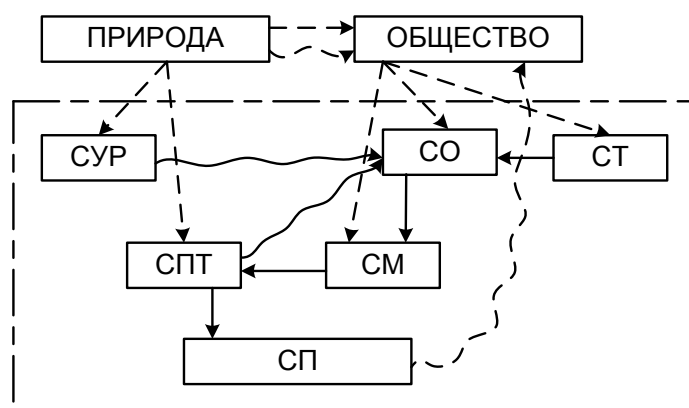 ПРИРОДА
ОБЩЕСТВО
СУР
СО
СТ
СПТ
СМ
СП